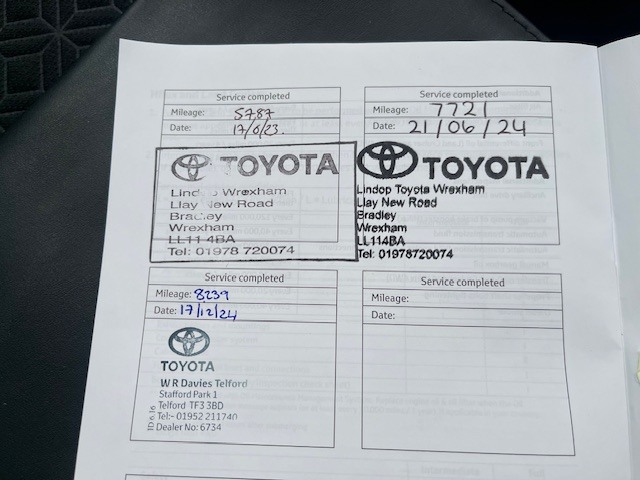 Service completed
Mileage: 5787
Date: 17/6/23.
TOYOTA
Lindop Wrexham
Llay New Road
Bradley
Wrexham
LL11 4BA
Tel: 01978 720074
Service completed
Mileage: 7721
Date: 21/06/24
TOYOTA
Lindop Toyota Wrexham
Llay New Road
Bradley
Wrexham
LL114BA
Tel: 01978720074
Service completed
Mileage: 8239
Date: 17/12/24
TOYOTA
W R Davies Telford
Stafford Park 1
Telford TF3 3BD
Tel:- 01952 211740
Dealer No: 6734
Service completed
Mileage:
Date: